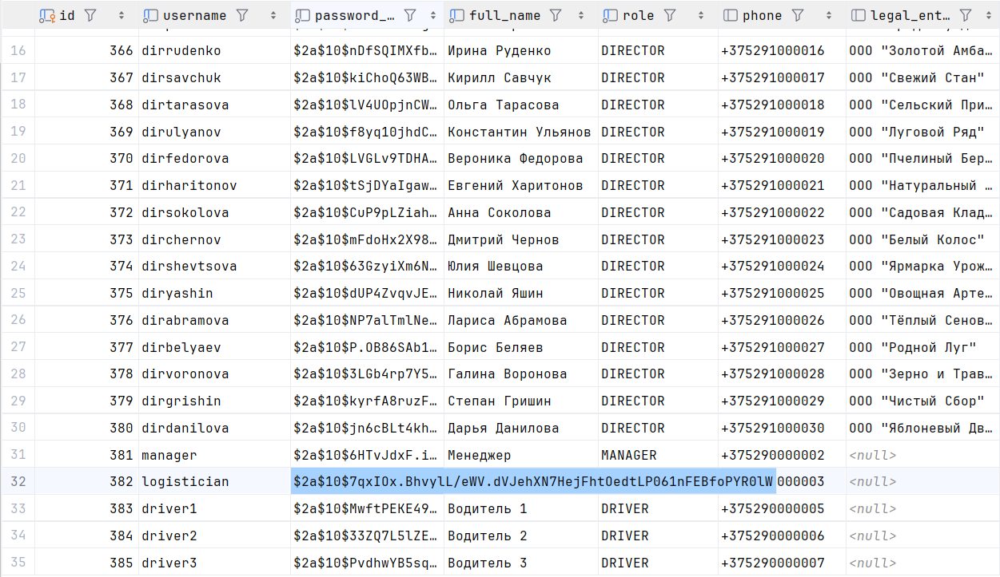 id username password_… full_name role phone legal_ent…
16 366 dirrudenko $2a$10$nDfSQIMXfb… Ирина Руденко DIRECTOR +375291000016 ООО "Золотой Амба…
17 367 dirsavchuk $2a$10$kiChoQ63WB… Кирилл Савчук DIRECTOR +375291000017 ООО "Свежий Стан"
18 368 dirtarasova $2a$10$lV4UOpjnCW… Ольга Тарасова DIRECTOR +375291000018 ООО "Сельский При…
19 369 dirulyanov $2a$10$f8yq10jhdC… Константин Ульянов DIRECTOR +375291000019 ООО "Луговой Ряд"
20 370 dirfedorova $2a$10$LVGLv9TDHA… Вероника Федорова DIRECTOR +375291000020 ООО "Пчелиный Бер…
21 371 dirharitonov $2a$10$tSjDYaIgaw… Евгений Харитонов DIRECTOR +375291000021 ООО "Натуральный …
22 372 dirsokolova $2a$10$CuP9pLZiah… Анна Соколова DIRECTOR +375291000022 ООО "Садовая Клад…
23 373 dirchernov $2a$10$mFdoHx2X98… Дмитрий Чернов DIRECTOR +375291000023 ООО "Белый Колос"
24 374 dirshevtsova $2a$10$63GzyiXm6N… Юлия Шевцова DIRECTOR +375291000024 ООО "Ярмарка Урож…
25 375 diryashin $2a$10$dUP4ZvqvJE… Николай Яшин DIRECTOR +375291000025 ООО "Овощная Арте…
26 376 dirabramova $2a$10$NP7alTmlNe… Лариса Абрамова DIRECTOR +375291000026 ООО "Тёплый Сенов…
27 377 dirbelyaev $2a$10$P.OB86SAb1… Борис Беляев DIRECTOR +375291000027 ООО "Родной Луг"
28 378 dirvoronova $2a$10$3LGb4rp7Y5… Галина Воронова DIRECTOR +375291000028 ООО "Зерно и Трав…
29 379 dirgrishin $2a$10$kyrfA8ruzF… Степан Гришин DIRECTOR +375291000029 ООО "Чистый Сбор"
30 380 dirdanilova $2a$10$jn6cBLt4kh… Дарья Данилова DIRECTOR +375291000030 ООО "Яблоневый Дв…
31 381 manager $2a$10$6HTvJdxF.i… Менеджер MANAGER +375290000002 <null>
32 382 logistician $2a$10$7qxIOx.BhvylL/eWV.dVJehXN7HejFhtOedtLP061nFEBfoPYR0lW 000003 <null>
33 383 driver1 $2a$10$MwftPEKE49… Водитель 1 DRIVER +375290000005 <null>
34 384 driver2 $2a$10$33ZQ7L5lZE… Водитель 2 DRIVER +375290000006 <null>
35 385 driver3 $2a$10$PvdhwYB5sq… Водитель 3 DRIVER +375290000007 <null>